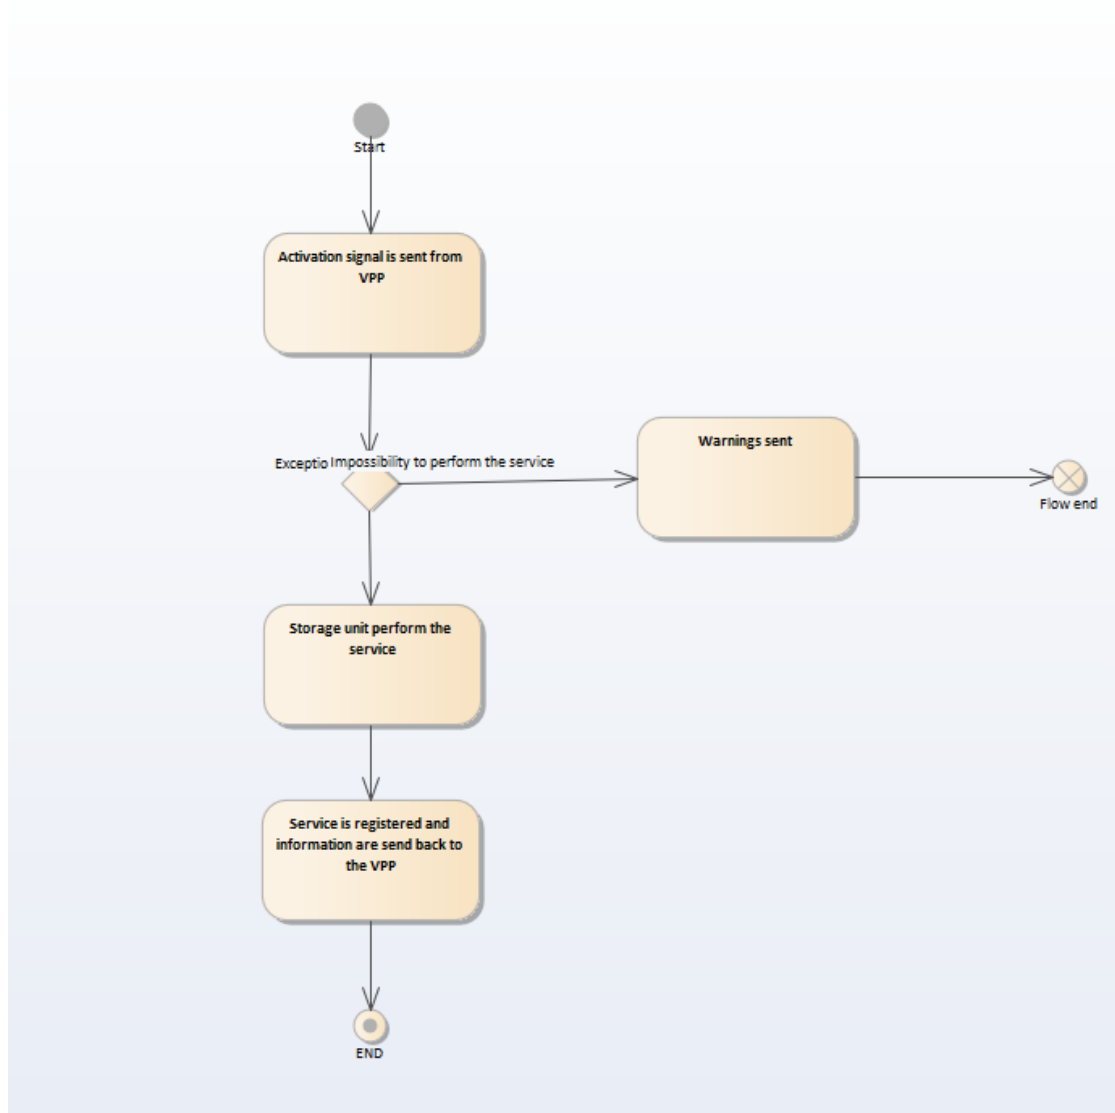 Start
Activation signal is sent from
VPP
Exceptio
Impossibility to perform the service
Warnings sent
Flow end
Storage unit perform the
service
Service is registered and
information are send back to
the VPP
END